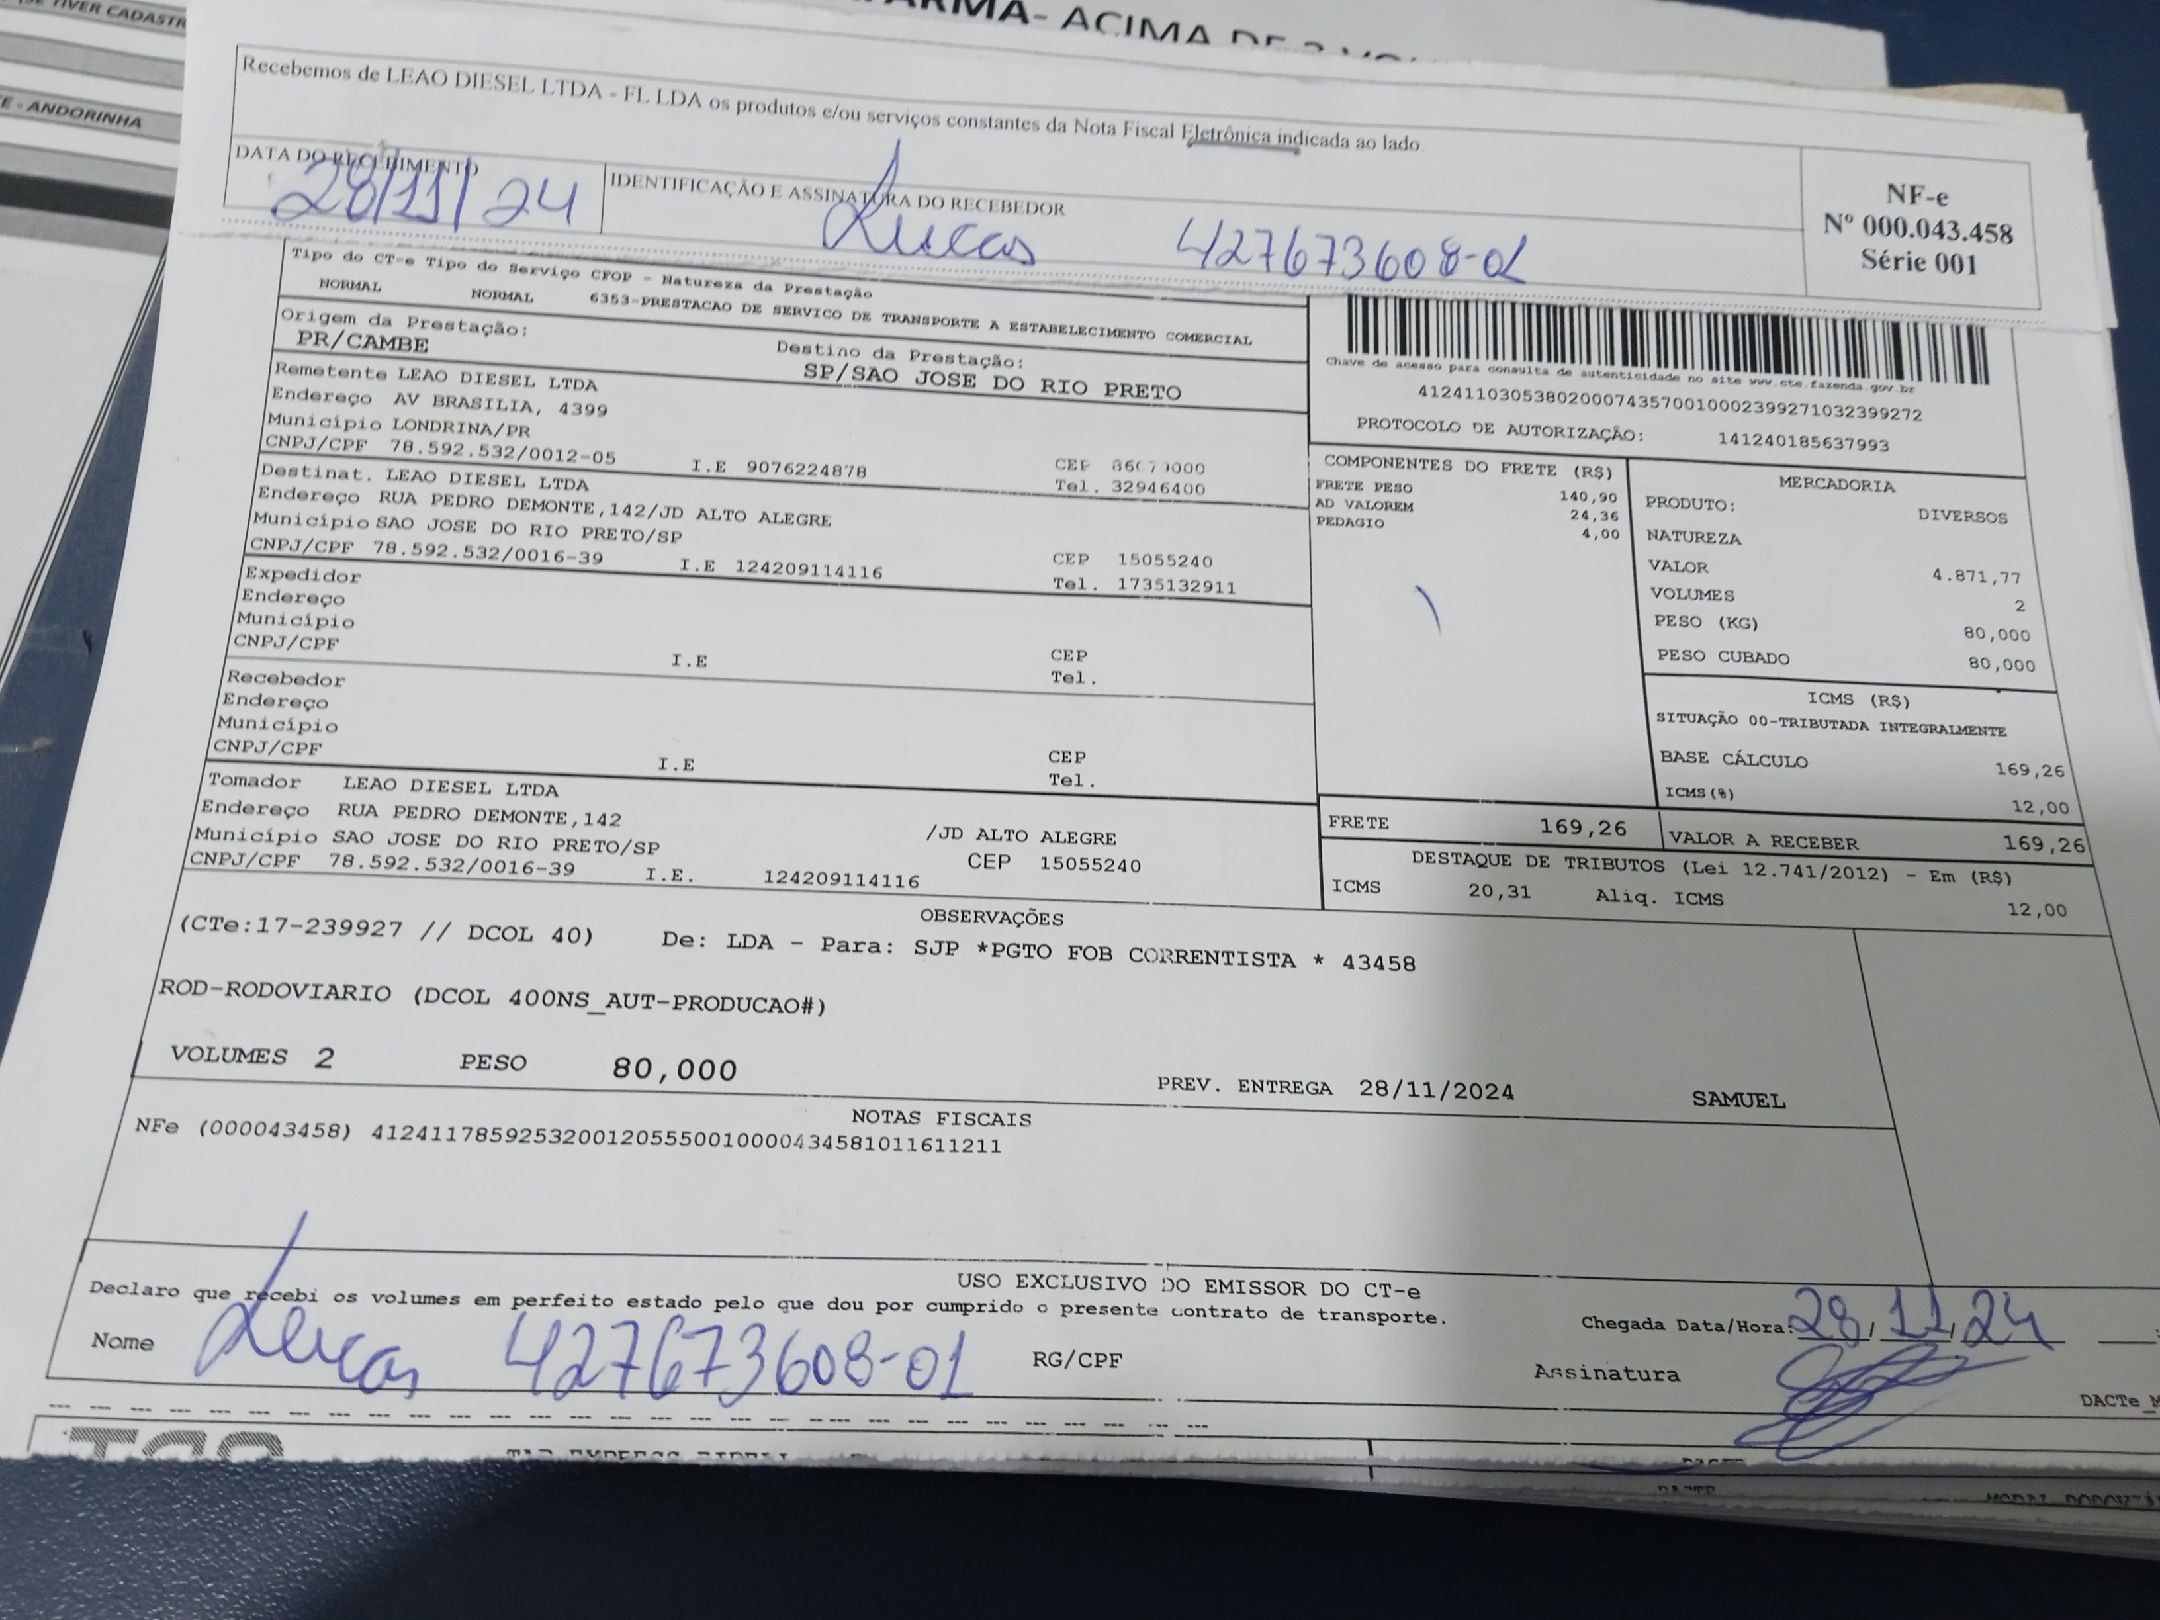 TIVER CADASTR
E - ANDORINHA
ARMA- ACIMA DE
Recebemos de LEAO DIESEL LTDA - FL LDA os produtos e/ou serviços constantes da Nota Fiscal Eletrônica indicada ao lado.
DATA DO RECEBIMENTO IDENTIFICAÇÃO E ASSINATURA DO RECEBEDOR
28/11/24 Lucas 427673608-01
NF-e
Nº 000.043.458
Série 001
Tipo do CT-e Tipo do Serviço CFOP - Natureza da Prestação
NORMAL NORMAL 6353-PRESTACAO DE SERVICO DE TRANSPORTE A ESTABELECIMENTO COMERCIAL
Origem da Prestação: Destino da Prestação:
PR/CAMBE SP/SAO JOSE DO RIO PRETO
Remetente LEAO DIESEL LTDA
Endereço AV BRASILIA, 4399
Município LONDRINA/PR CEP
CNPJ/CPF 78.592.532/0012-05 I.E 9076224878 Tel. 32946400
Destinat. LEAO DIESEL LTDA
Endereço RUA PEDRO DEMONTE,142/JD ALTO ALEGRE
Município SAO JOSE DO RIO PRETO/SP CEP 15055240
CNPJ/CPF 78.592.532/0016-39 I.E 124209114116 Tel. 1735132911
Expedidor
Endereço
Município CEP
CNPJ/CPF I.E Tel.
Recebedor
Endereço
Município CEP
CNPJ/CPF I.E Tel.
Tomador LEAO DIESEL LTDA
Endereço RUA PEDRO DEMONTE,142 /JD ALTO ALEGRE
Município SAO JOSE DO RIO PRETO/SP CEP 15055240
CNPJ/CPF 78.592.532/0016-39 I.E. 124209114116
Chave de acesso para consulta de autenticidade no site www.cte.fazenda.gov.br
41241103053802000743570010002399271032399272
PROTOCOLO DE AUTORIZAÇÃO: 141240185637993
COMPONENTES DO FRETE (R$)
FRETE PESO 140,90
AD VALOREM 24,36
PEDAGIO 4,00
MERCADORIA
PRODUTO: DIVERSOS
NATUREZA
VALOR 4.871,77
VOLUMES 2
PESO (KG) 80,000
PESO CUBADO 80,000
ICMS (R$)
SITUAÇÃO 00-TRIBUTADA INTEGRALMENTE
BASE CÁLCULO 169,26
ICMS(%) 12,00
FRETE 169,26 VALOR A RECEBER 169,26
DESTAQUE DE TRIBUTOS (Lei 12.741/2012) - Em (R$)
ICMS 20,31 Aliq. ICMS 12,00
OBSERVAÇÕES
(CTe:17-239927 // DCOL 40) De: LDA - Para: SJP *PGTO FOB CORRENTISTA * 43458
ROD-RODOVIARIO (DCOL 400NS_AUT-PRODUCAO#)
VOLUMES 2 PESO 80,000 PREV. ENTREGA 28/11/2024 SAMUEL
NOTAS FISCAIS
NFe (000043458) 41241178592532001205550010000434581011611211
USO EXCLUSIVO DO EMISSOR DO CT-e
Declaro que recebi os volumes em perfeito estado pelo que dou por cumprido o presente contrato de transporte.
Chegada Data/Hora: 28/11/24
Nome Lucas 427673608-01 RG/CPF Assinatura
DACTe_M